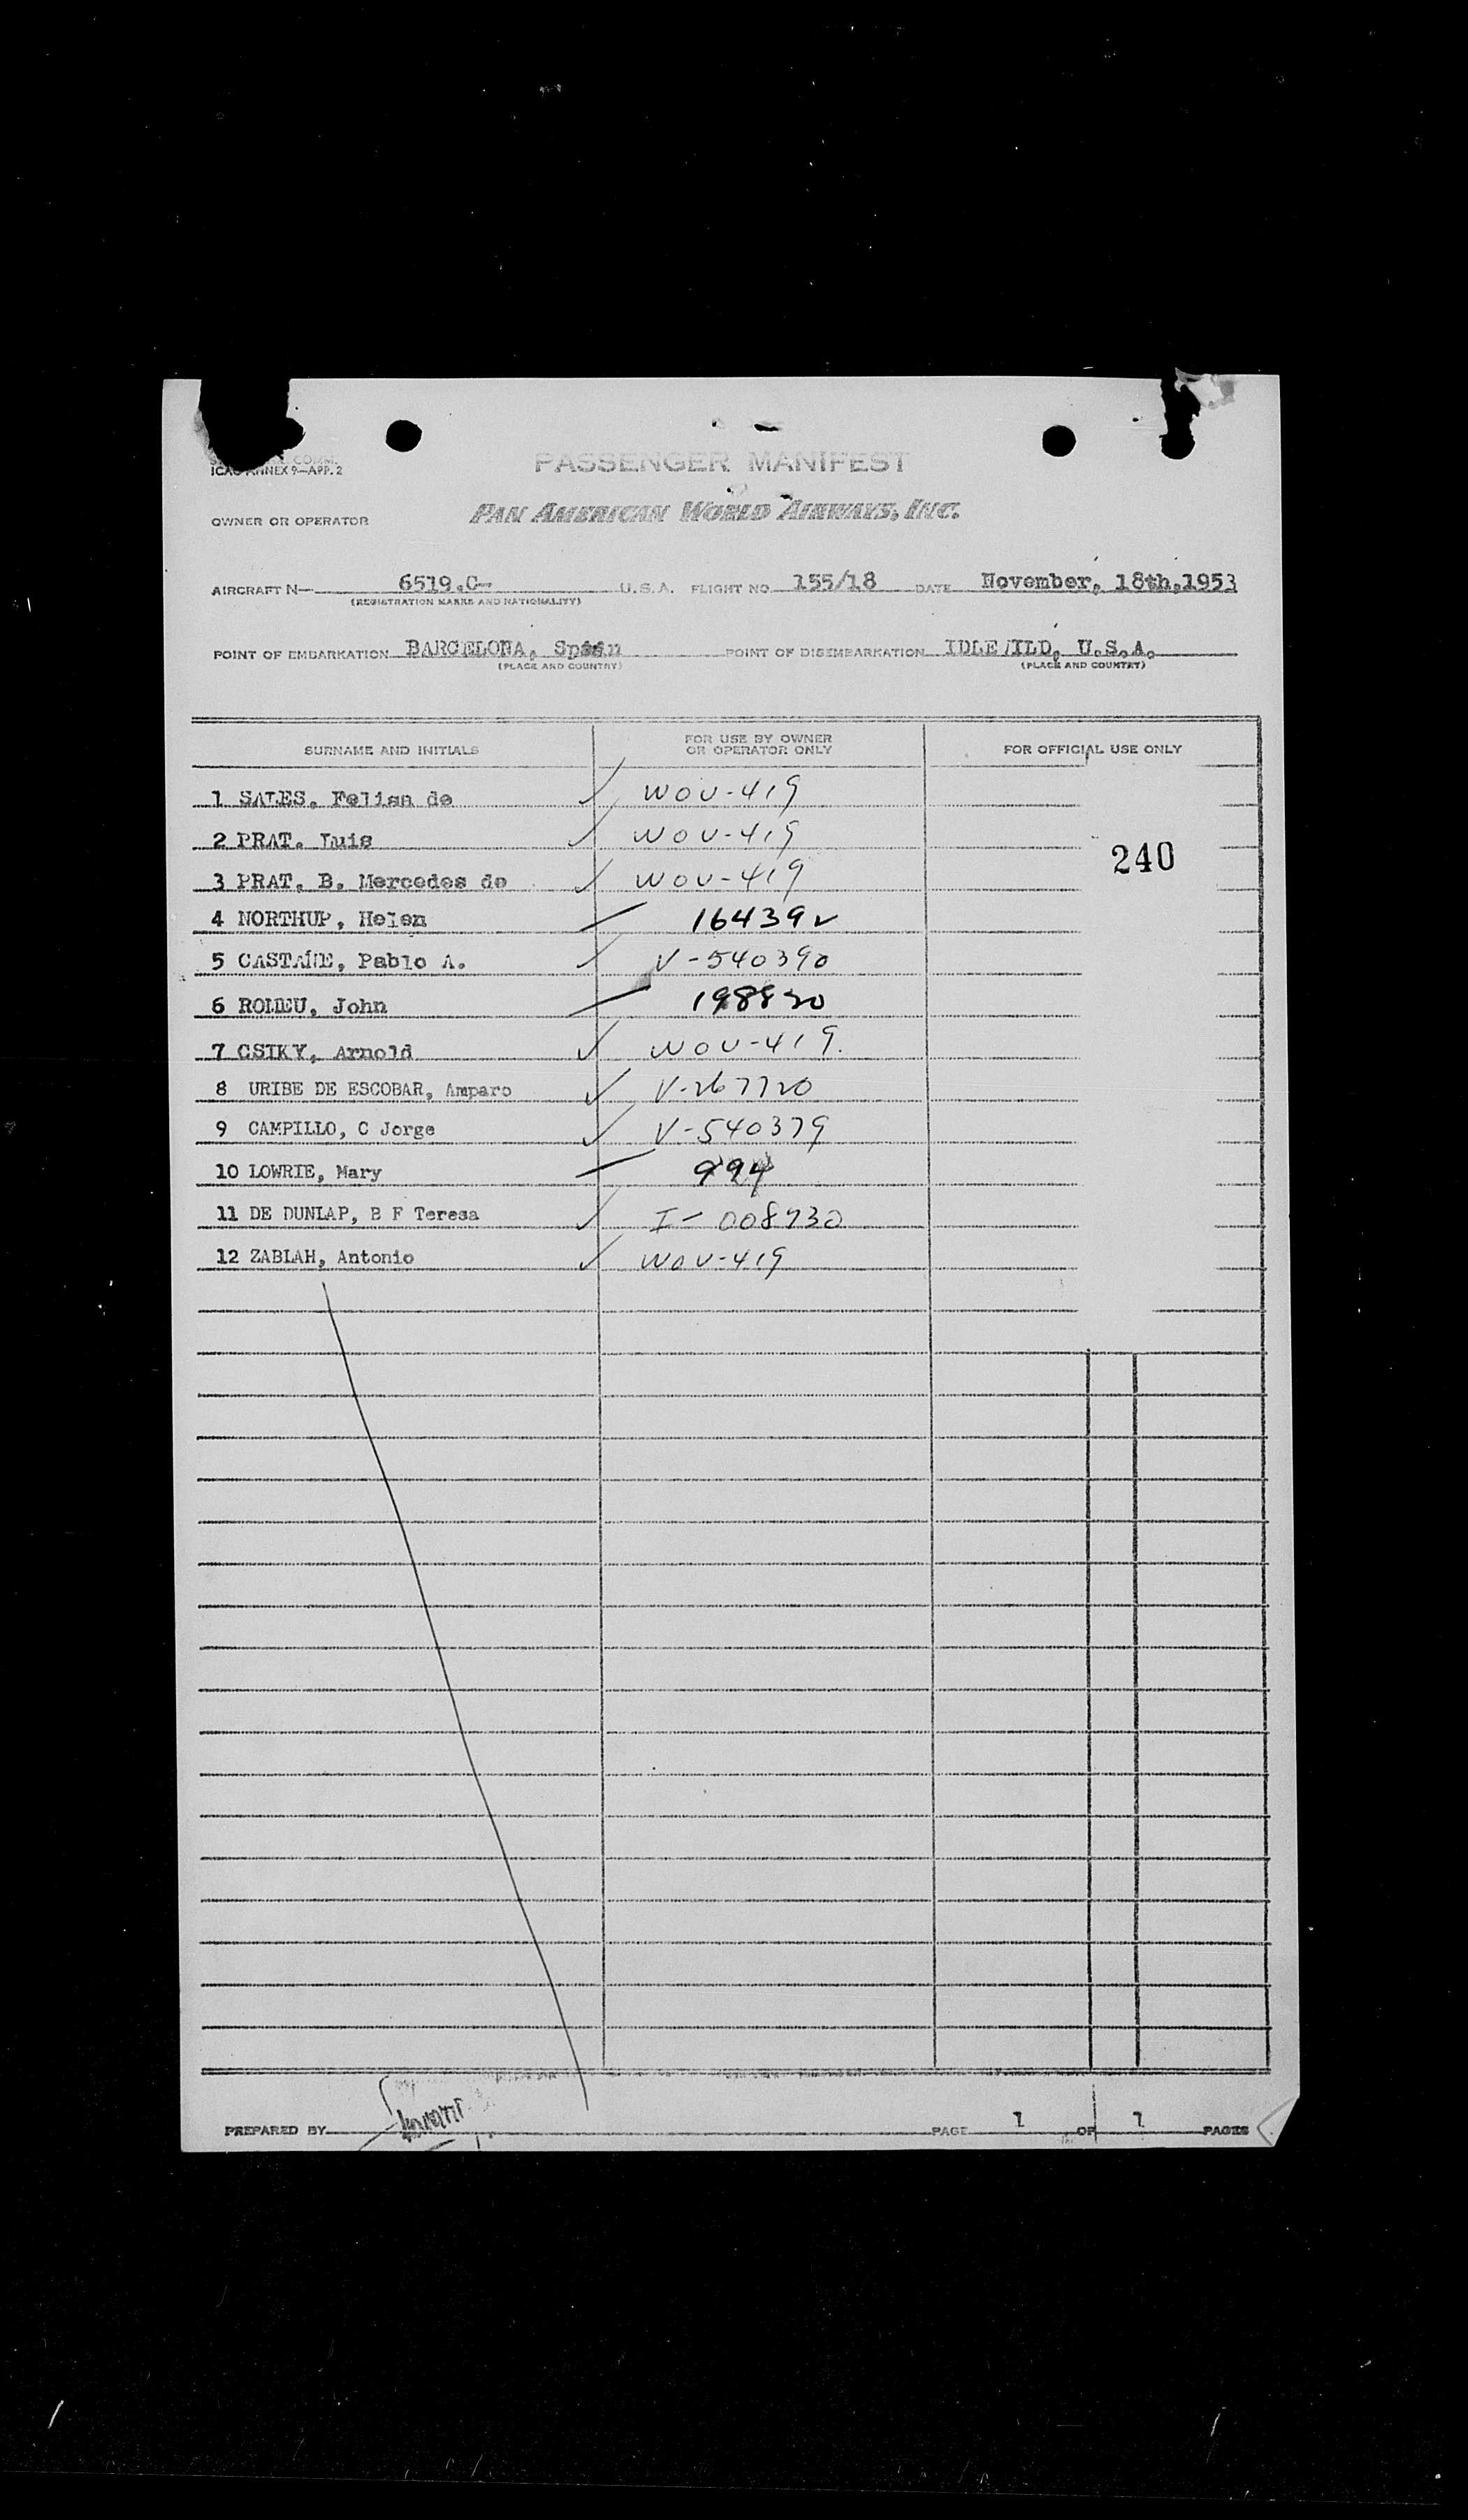 ICAO ANNEX 9—APP. 2
PASSENGER MANIFEST
OWNER OR OPERATOR PAN AMERICAN WORLD AIRWAYS, INC.
AIRCRAFT N— 6519.C— U.S.A. FLIGHT NO 155/18 DATE November, 18th,1953
(REGISTRATION MARKS AND NATIONALITY)
POINT OF EMBARKATION BARCELONA, Spain POINT OF DISEMBARKATION IDLEWILD, U.S.A.
(PLACE AND COUNTRY) (PLACE AND COUNTRY)
SURNAME AND INITIALS FOR USE BY OWNER OR OPERATOR ONLY FOR OFFICIAL USE ONLY
1 SALES, Felisa de WOU-419
2 PRAT, Luis WOU-419
240
3 PRAT, B. Mercedes de WOU-419
4 NORTHUP, Helen 164392
5 CASTAÑE, Pablo A. V-540390
6 ROMEU, John 198820
7 CSIKY, Arnold WOU-419.
8 URIBE DE ESCOBAR, Amparo V-267720
9 CAMPILLO, C Jorge V-540379
10 LOWRIE, Mary 994
11 DE DUNLAP, B F Teresa I-008930
12 ZABLAH, Antonio WOU-419
PREPARED BY PAGE 1 OF 1 PAGES